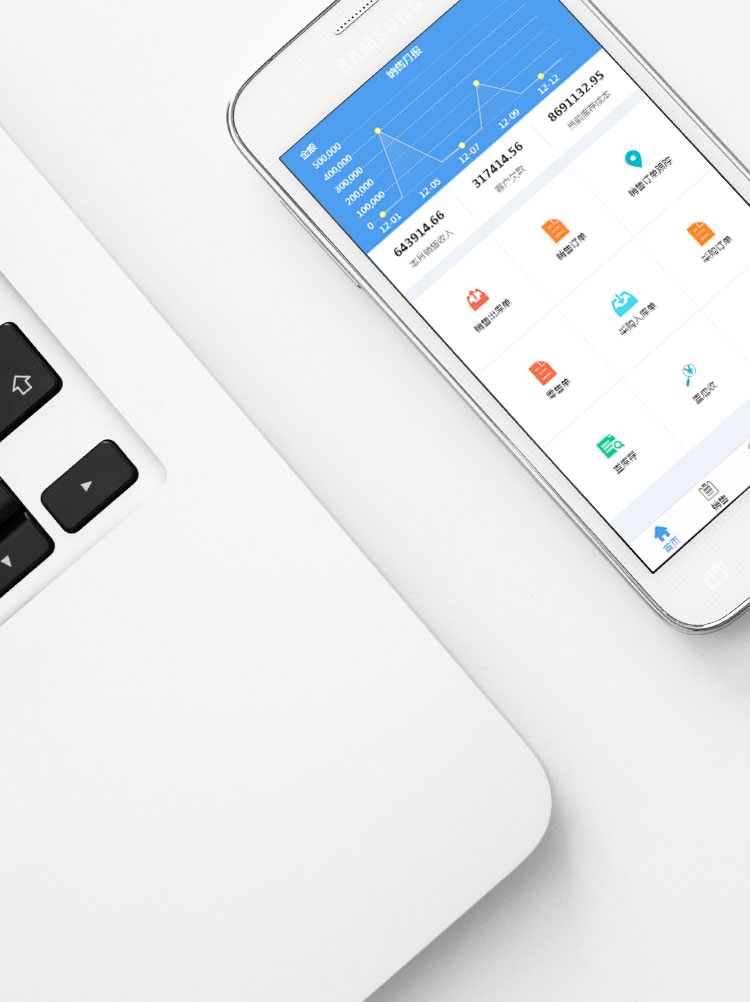 SAMSUNG
销售月报
金额
500,000
400,000
300,000
200,000
100,000
0
12-01
12-05
12-07
12-09
12-12
643914.66
本月销售收入
317414.56
客户欠款
8691132.95
当前库存成本
销售出库单
销售订单
销售订单跟踪
零售单
采购入库单
采购订单
查库存
查应收
首页
销售